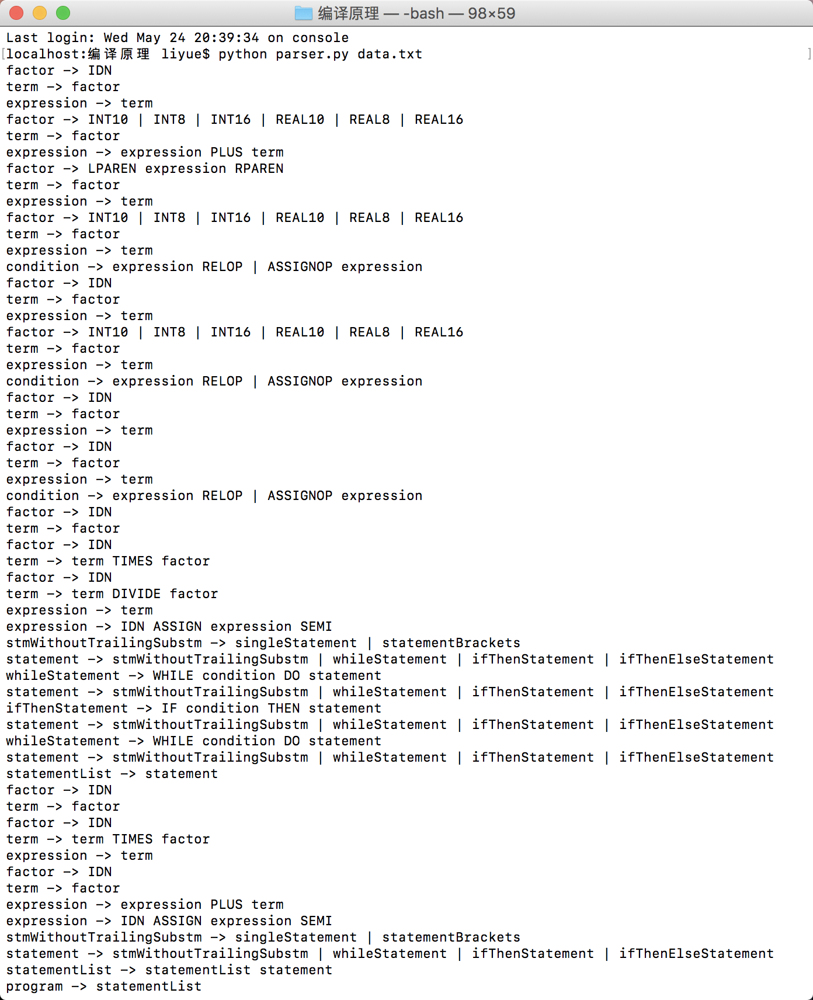 编译原理 — -bash — 98×59
Last login: Wed May 24 20:39:34 on console
[localhost:编译原理 liyue$ python parser.py data.txt ]
factor -> IDN
term -> factor
expression -> term
factor -> INT10 | INT8 | INT16 | REAL10 | REAL8 | REAL16
term -> factor
expression -> expression PLUS term
factor -> LPAREN expression RPAREN
term -> factor
expression -> term
factor -> INT10 | INT8 | INT16 | REAL10 | REAL8 | REAL16
term -> factor
expression -> term
condition -> expression RELOP | ASSIGNOP expression
factor -> IDN
term -> factor
expression -> term
factor -> INT10 | INT8 | INT16 | REAL10 | REAL8 | REAL16
term -> factor
expression -> term
condition -> expression RELOP | ASSIGNOP expression
factor -> IDN
term -> factor
expression -> term
factor -> IDN
term -> factor
expression -> term
condition -> expression RELOP | ASSIGNOP expression
factor -> IDN
term -> factor
factor -> IDN
term -> term TIMES factor
factor -> IDN
term -> term DIVIDE factor
expression -> term
expression -> IDN ASSIGN expression SEMI
stmWithoutTrailingSubstm -> singleStatement | statementBrackets
statement -> stmWithoutTrailingSubstm | whileStatement | ifThenStatement | ifThenElseStatement
whileStatement -> WHILE condition DO statement
statement -> stmWithoutTrailingSubstm | whileStatement | ifThenStatement | ifThenElseStatement
ifThenStatement -> IF condition THEN statement
statement -> stmWithoutTrailingSubstm | whileStatement | ifThenStatement | ifThenElseStatement
whileStatement -> WHILE condition DO statement
statement -> stmWithoutTrailingSubstm | whileStatement | ifThenStatement | ifThenElseStatement
statementList -> statement
factor -> IDN
term -> factor
factor -> IDN
term -> term TIMES factor
expression -> term
factor -> IDN
term -> factor
expression -> expression PLUS term
expression -> IDN ASSIGN expression SEMI
stmWithoutTrailingSubstm -> singleStatement | statementBrackets
statement -> stmWithoutTrailingSubstm | whileStatement | ifThenStatement | ifThenElseStatement
statementList -> statementList statement
program -> statementList